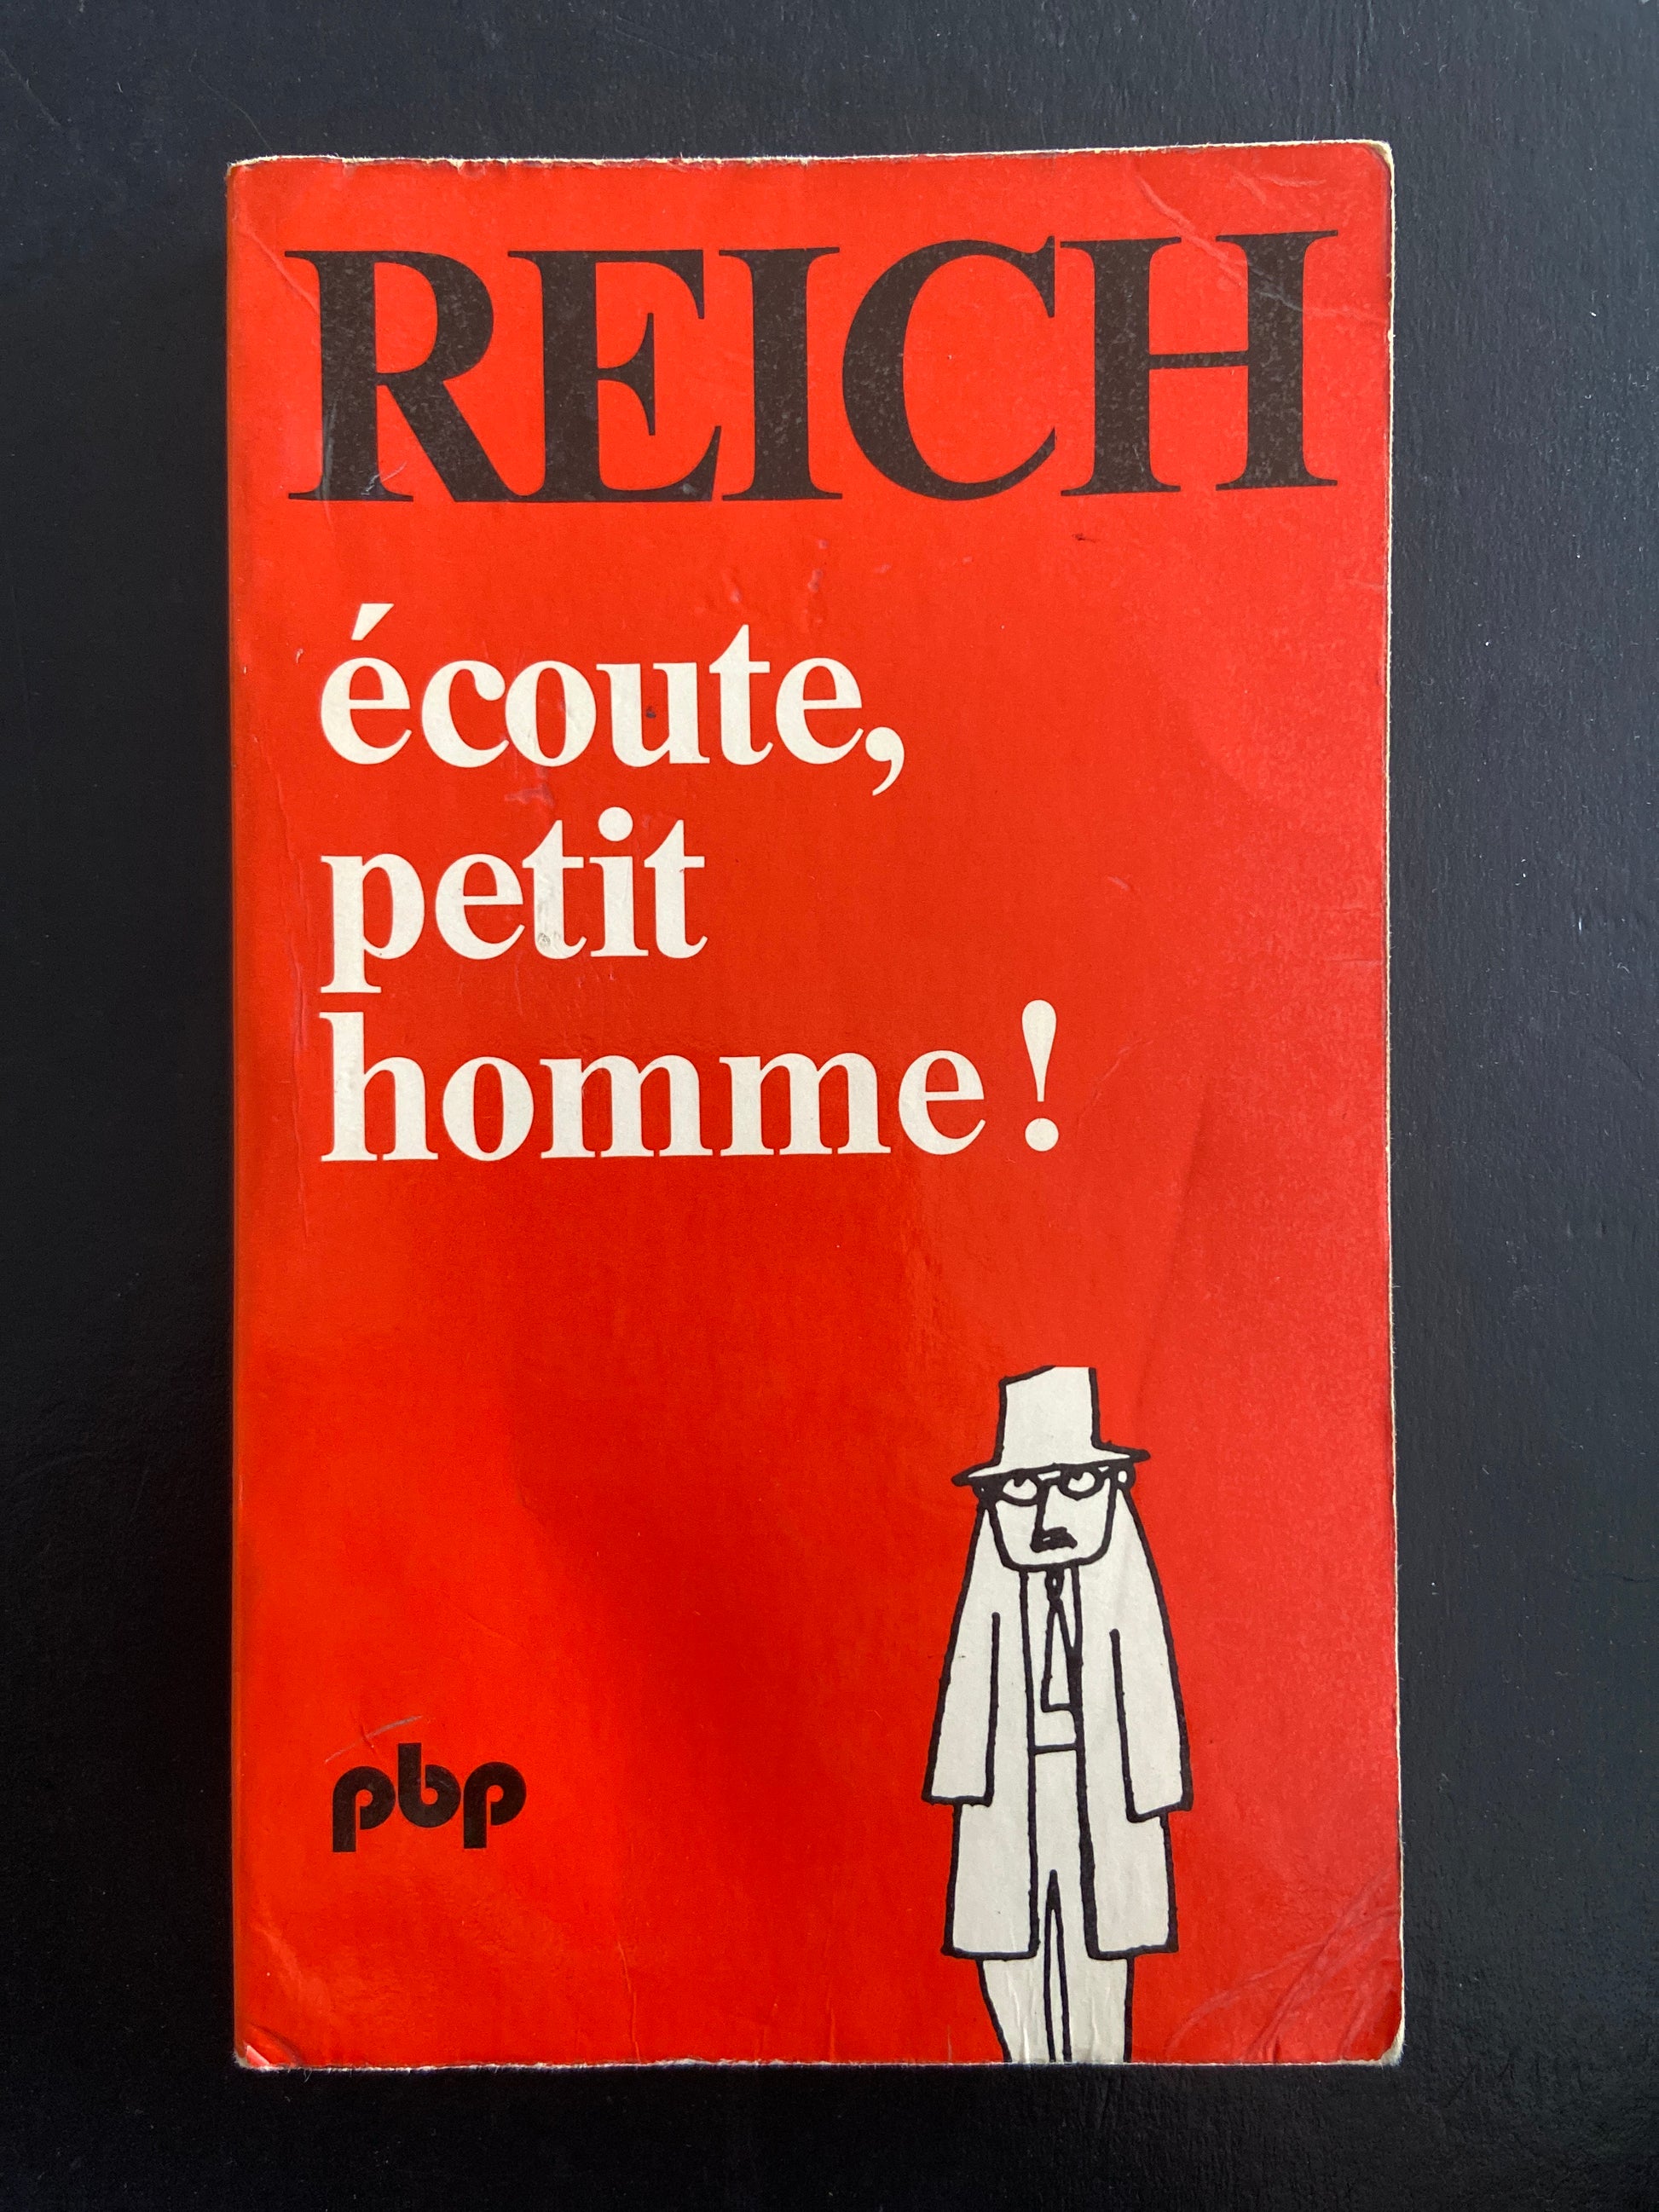 REICH
écoute,
petit
homme !
pbp